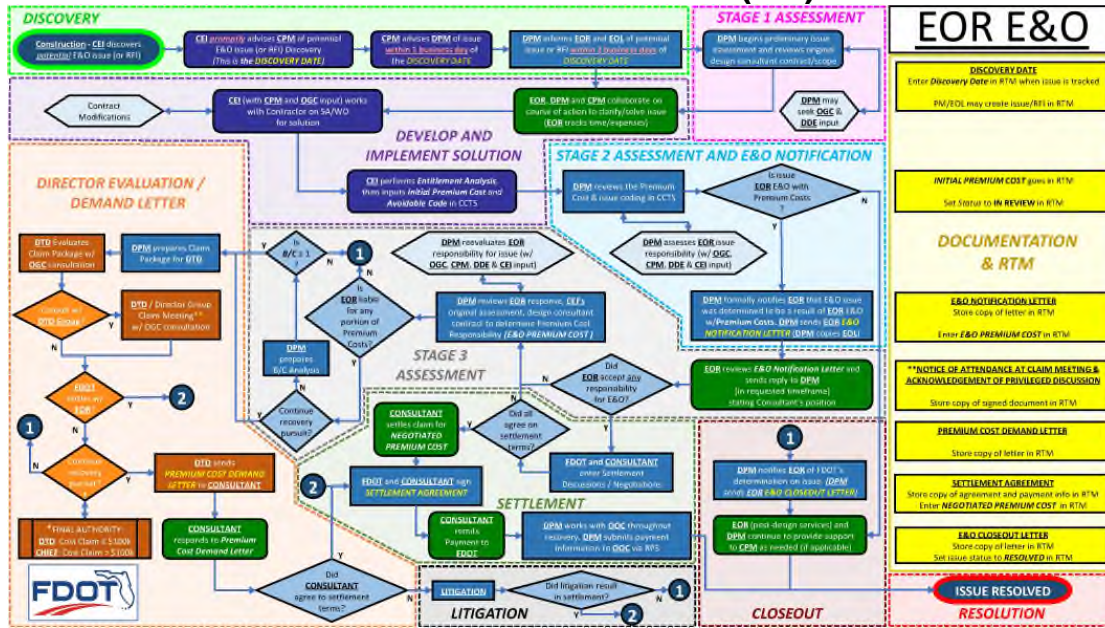 DISCOVERY
Construction - CEI discovers
potential E&O issue (or RFI)
CEI promptly advises CPM of potential
E&O issue (or RFI) Discovery
(This is the DISCOVERY DATE)
CPM advises DPM of issue
within 1 business day of
the DISCOVERY DATE
DPM informs EOR and EOL of potential
issue or RFI within 2 business days of
DISCOVERY DATE
STAGE 1 ASSESSMENT
DPM begins preliminary issue
assessment and reviews original
design consultant contract/scope
DPM may
seek OGC &
DDE input
Contract
Modifications
CEI (with CPM and OGC input) works
with Contractor on SA/WO
for solution
EOR, DPM and CPM collaborate on
course of action to clarify/solve issue
(EOR tracks time/expenses)
DEVELOP AND
IMPLEMENT SOLUTION
CEI performs Entitlement Analysis,
then inputs Initial Premium Cost and
Avoidable Code in CCTS
STAGE 2 ASSESSMENT AND E&O NOTIFICATION
DPM reviews the Premium
Cost & issue coding in CCTS
Is issue
EOR E&O with
Premium Costs
?
N
Y
DPM assesses EOR issue
responsibility (w/ OGC,
CPM, DDE & CEI input)
DPM formally notifies EOR that E&O issue
was determined to be a result of EOR E&O
w/Premium Costs. DPM sends EOR E&O
NOTIFICATION LETTER (DPM copies EOL)
DIRECTOR EVALUATION /
DEMAND LETTER
DTD Evaluates
Claim Package w/
OGC consultation
DPM prepares Claim
Package for DTD
Consult w/
DTD Group?
Y
N
DTD / Director Group
Claim Meeting**
w/ OGC consultation
FDOT
settles w/
EOR?
Y
N
2
1
Continue
recovery
pursuit?
N
Y
DTD sends
PREMIUM COST DEMAND
LETTER to CONSULTANT
*FINAL AUTHORITY
DTD: Cost Claim ≤ $100k
CHIEF: Cost Claim > $100k
CONSULTANT
responds to Premium
Cost Demand Letter
FDOT
Did
CONSULTANT
agree to settlement
terms?
Y
N
STAGE 3
ASSESSMENT
Is
B/C ≥ 1
?
Y
N
1
Is
EOR liable
for any
portion of
Premium
Costs?
N
Y
DPM
prepares
B/C Analysis
Continue
recovery
pursuit?
Y
N
DPM reevaluates EOR
responsibility for issue (w/
OGC, CPM, DDE & CEI input)
DPM reviews EOR response, CEI's
original assessment, design consultant
contract to determine Premium Cost
Responsibility (E&O PREMIUM COST)
EOR reviews E&O Notification Letter and
sends reply to DPM
(in requested timeframe)
stating Consultant's position
Did
EOR accept any
responsibility
for E&O?
N
Y
Did all
agree on
settlement
terms?
N
Y
FDOT and CONSULTANT
enter Settlement
Discussions / Negotiations
CONSULTANT
settles claim for
NEGOTIATED
PREMIUM COST
2
FDOT and CONSULTANT sign
SETTLEMENT AGREEMENT
SETTLEMENT
CONSULTANT
remits
Payment to
FDOT
DPM works with OOC throughout
recovery. DPM submits payment
information to OOC via RPS
LITIGATION
Did litigation result
in settlement?
N
1
Y
2
LITIGATION
1
DPM notifies EOR of FDOT's
determination on issue. (DPM
sends EOR E&O CLOSEOUT LETTER)
EOR (post-design services) and
DPM continue to provide support
to CPM as needed (if applicable)
CLOSEOUT
ISSUE RESOLVED
RESOLUTION
EOR E&O
DISCOVERY DATE
Enter Discovery Date in RTM when issue is tracked
PM/EOL may create issue/RFI in RTM
INITIAL PREMIUM COST goes in RTM
Set Status to IN REVIEW in RTM
DOCUMENTATION
& RTM
E&O NOTIFICATION LETTER
Store copy of letter in RTM
Enter E&O PREMIUM COST in RTM
**NOTICE OF ATTENDANCE AT CLAIM MEETING &
ACKNOWLEDGEMENT OF PRIVILEGED DISCUSSION
Store copy of signed document in RTM
PREMIUM COST DEMAND LETTER
Store copy of letter in RTM
SETTLEMENT AGREEMENT
Store copy of agreement and payment info in RTM
Enter NEGOTIATED PREMIUM COST in RTM
E&O CLOSEOUT LETTER
Store copy of letter in RTM
Set issue status to RESOLVED in RTM